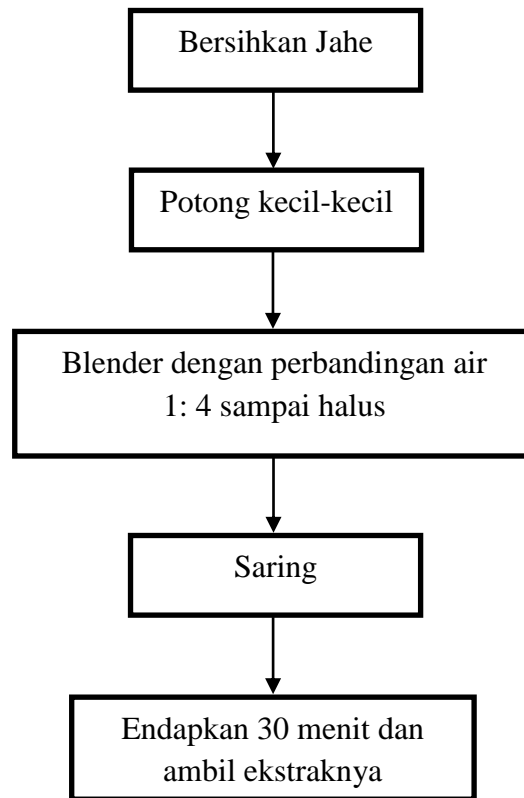 Bersihkan Jahe
Potong kecil-kecil
Blender dengan perbandingan air
1: 4 sampai halus
Saring
Endapkan 30 menit dan
ambil ekstraknya